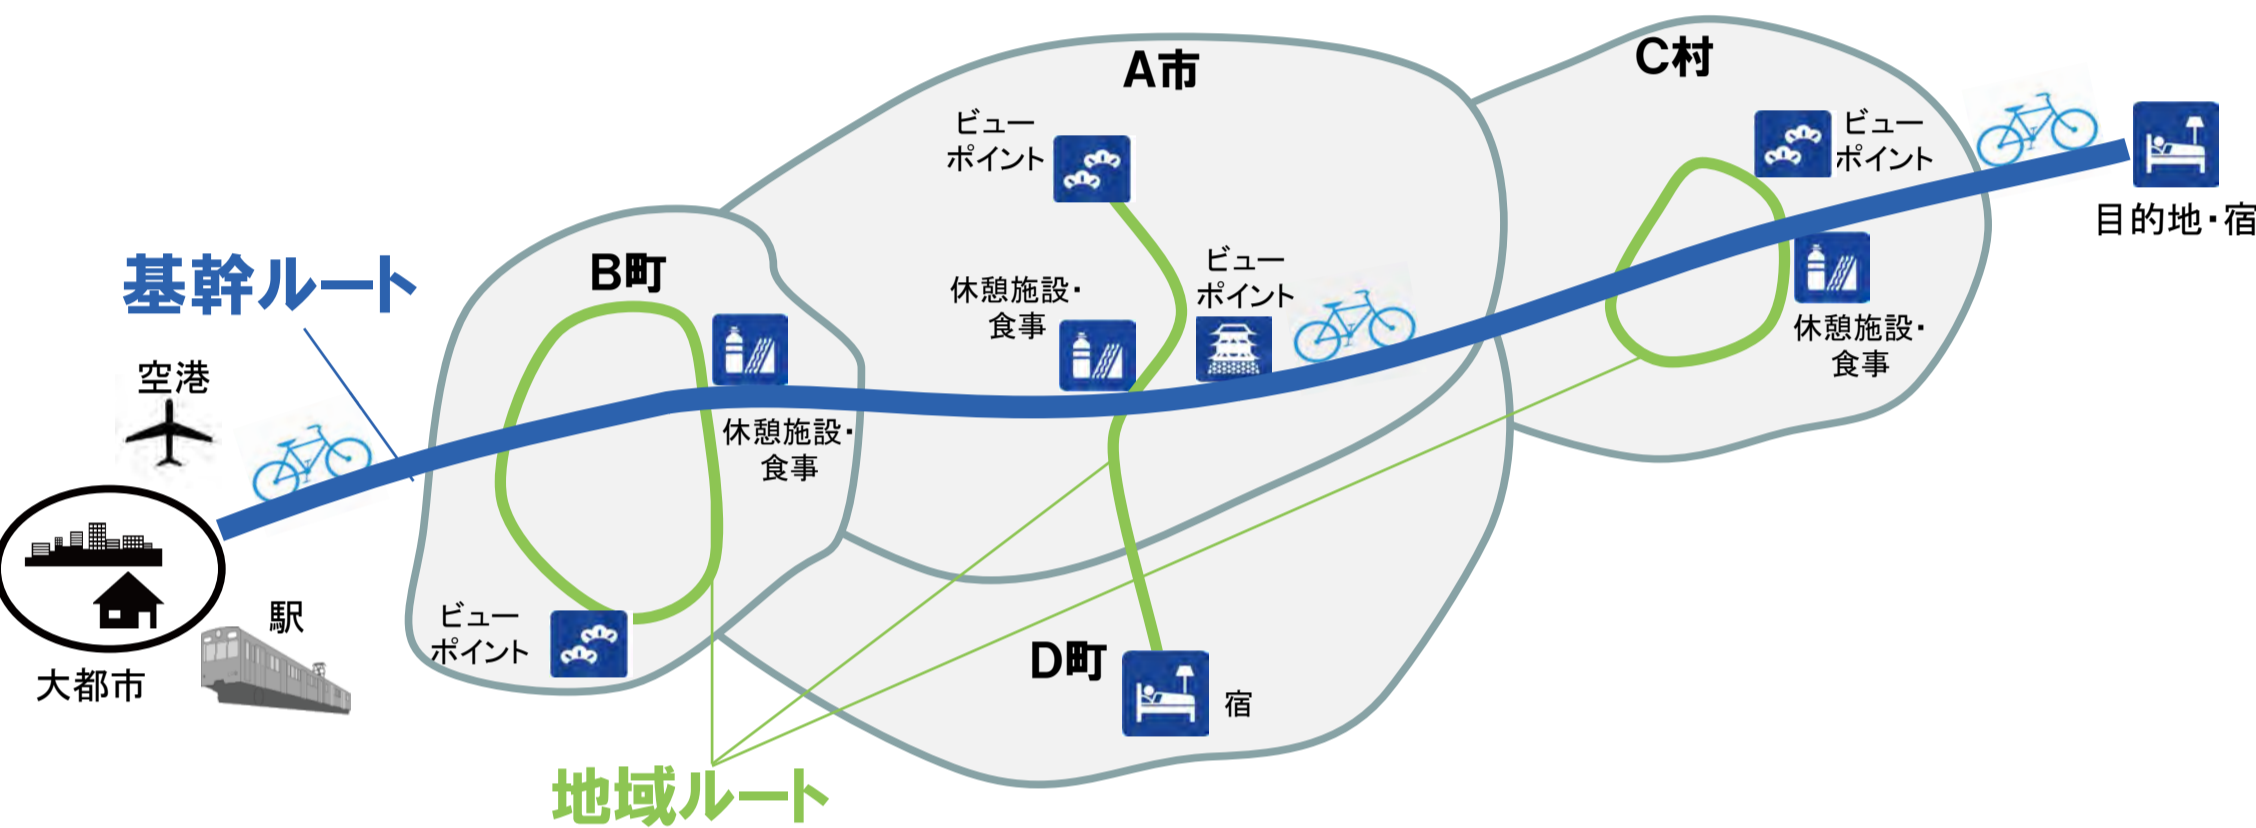 A市
C村
ビュー
ポイント
ビュー
ポイント
目的地・宿
基幹ルート
B町
休憩施設・
食事
ビュー
ポイント
休憩施設・
食事
空港
休憩施設・
食事
大都市
駅
ビュー
ポイント
D町
宿
地域ルート